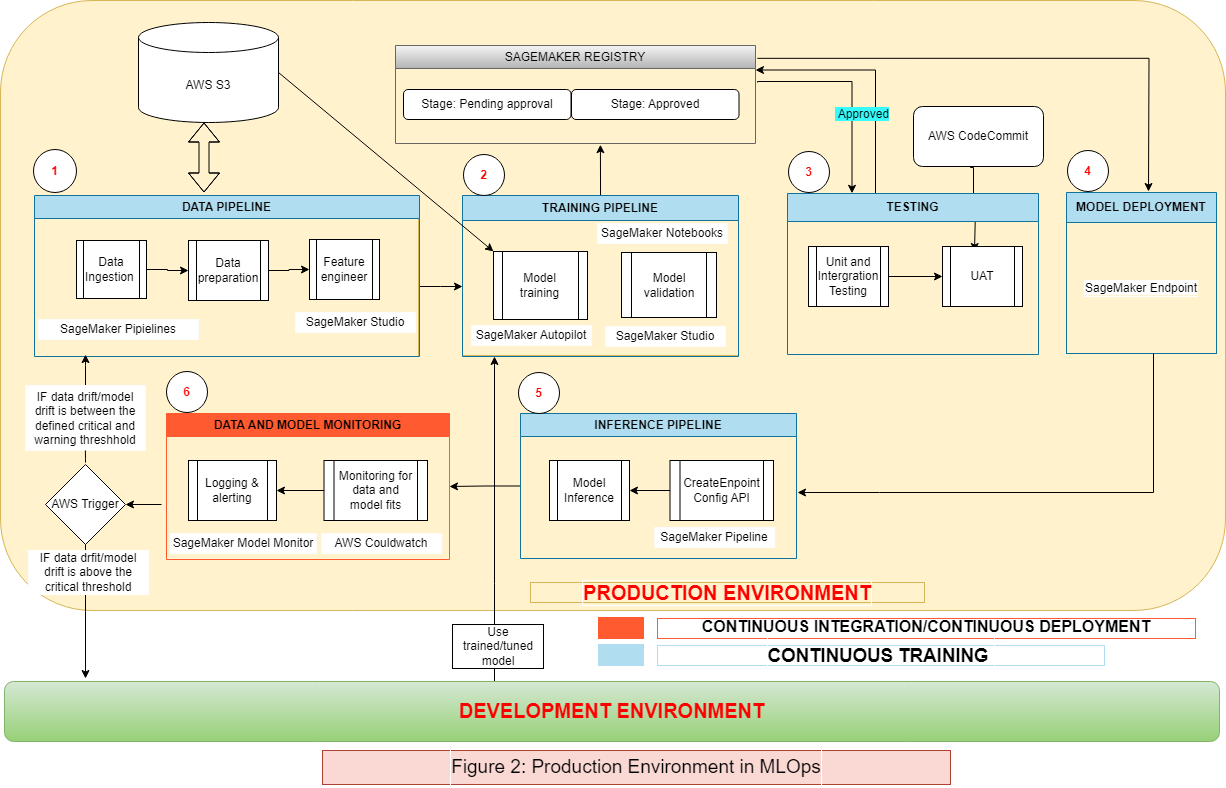 AWS S3
SAGEMAKER REGISTRY
Stage: Pending approval
Stage: Approved
Approved
AWS CodeCommit
1
DATA PIPELINE
Data
Ingestion
Data
preparation
Feature
engineer
SageMaker Pipielines
SageMaker Studio
2
TRAINING PIPELINE
SageMaker Notebooks
Model
training
Model
validation
SageMaker Autopilot
SageMaker Studio
3
TESTING
Unit and
Intergration
Testing
UAT
4
MODEL DEPLOYMENT
SageMaker Endpoint
IF data drift/model
drift is between the
defined critical and
warning threshhold
AWS Trigger
IF data drfit/model
drift is above the
critical threshold
6
DATA AND MODEL MONITORING
Logging &
alerting
Monitoring for
data and
model fits
SageMaker Model Monitor
AWS Couldwatch
5
INFERENCE PIPELINE
Model
Inference
CreateEnpoint
Config API
SageMaker Pipeline
PRODUCTION ENVIRONMENT
CONTINUOUS INTEGRATION/CONTINUOUS DEPLOYMENT
CONTINUOUS TRAINING
Use
trained/tuned
model
DEVELOPMENT ENVIRONMENT
Figure 2: Production Environment in MLOps